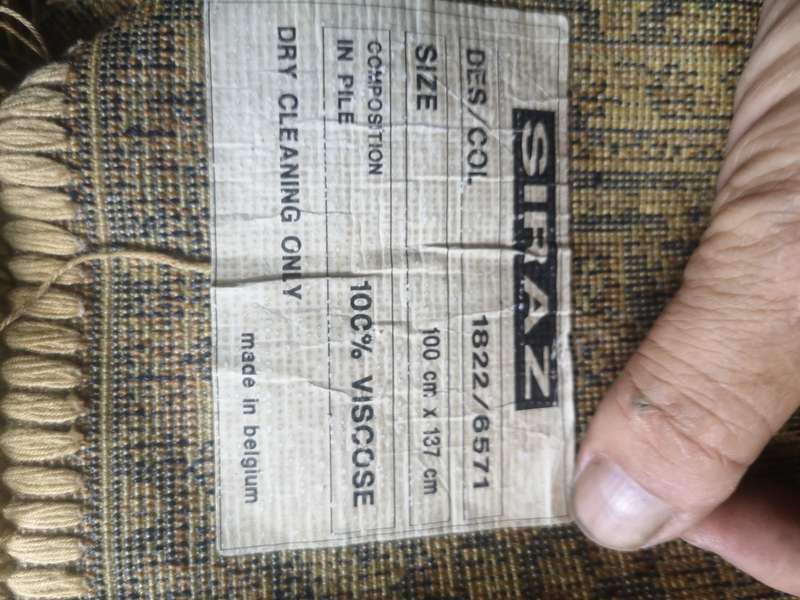 SIRAZ
DES/COL 1822/6571
SIZE 100 cm x 137 cm
COMPOSITION
IN PILE 100% VISCOSE
DRY CLEANING ONLY
made in belgium